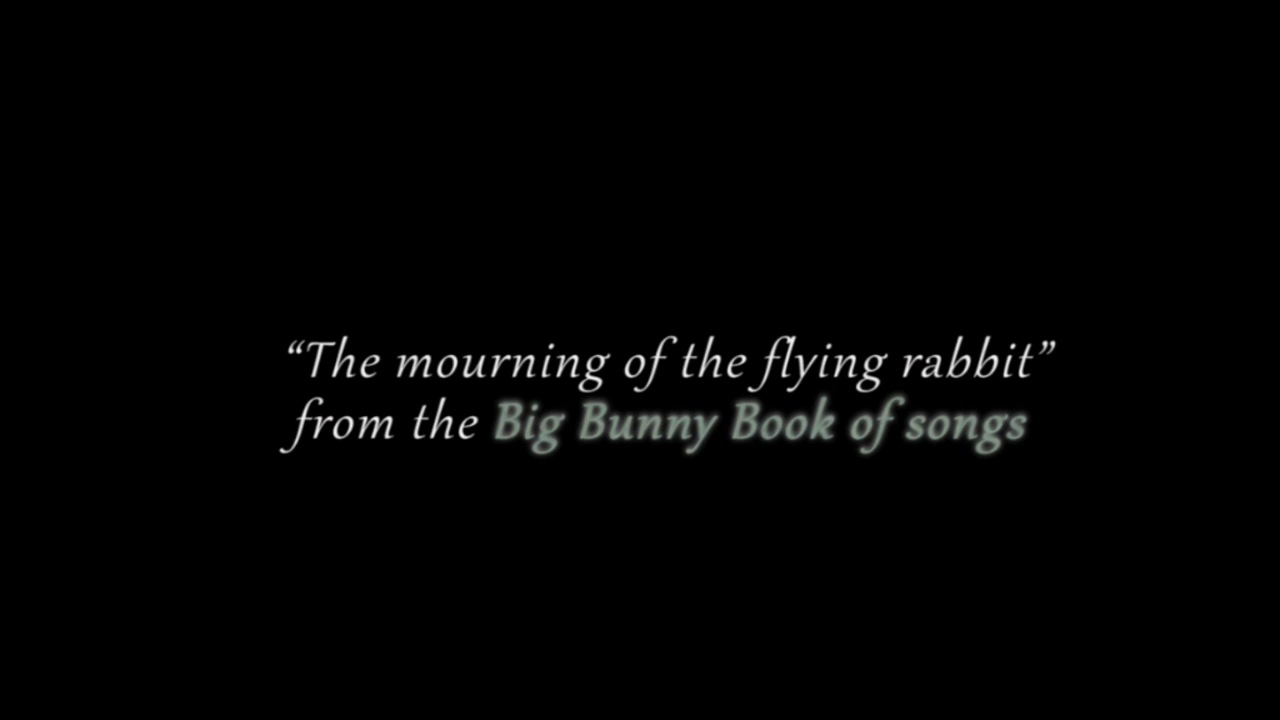 “The mourning of the flying rabbit”
from the Big Bunny Book of songs